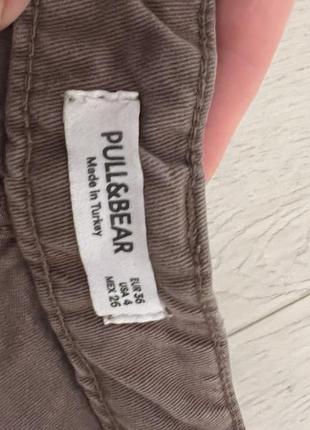 PULL&BEAR
Made in Turkey
EUR 36
USA 4
MEX 26